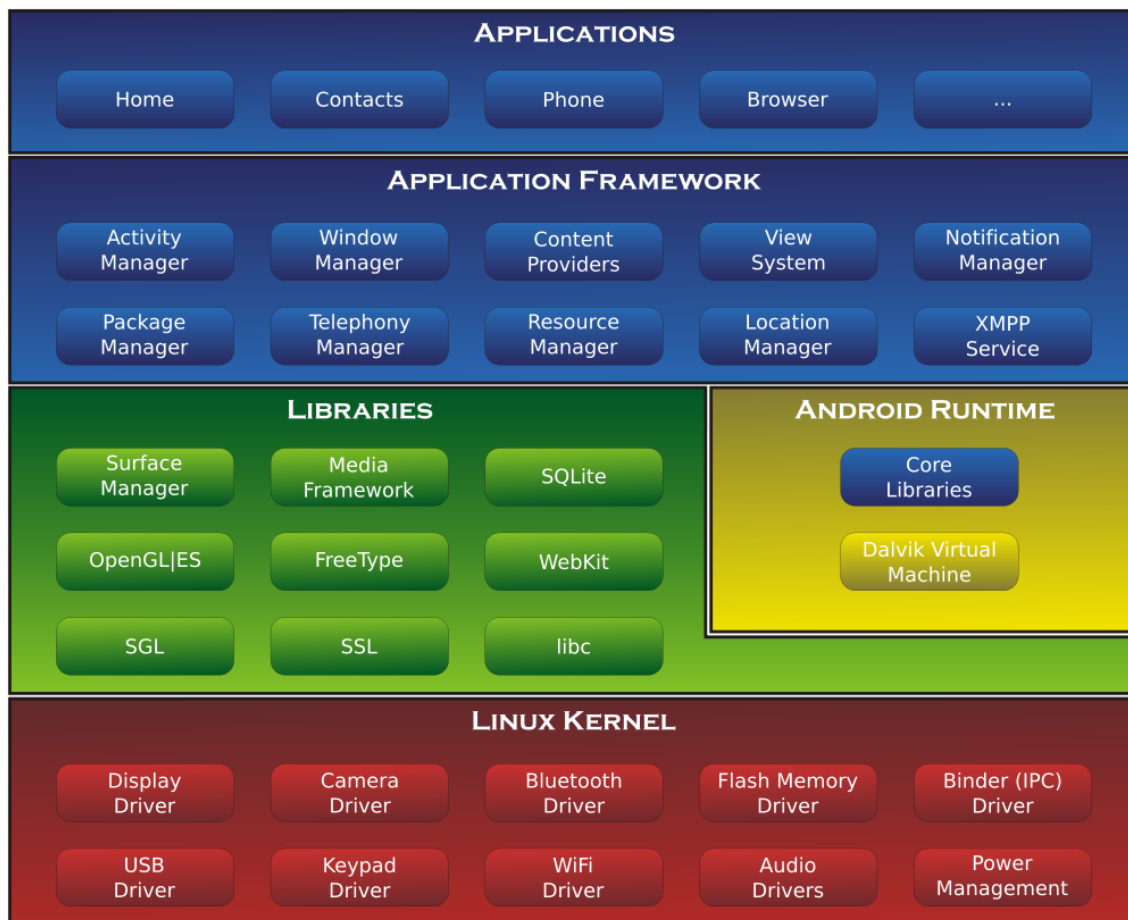 APPLICATIONS
Home
Contacts
Phone
Browser
...
APPLICATION FRAMEWORK
Activity
Manager
Window
Manager
Content
Providers
View
System
Notification
Manager
Package
Manager
Telephony
Manager
Resource
Manager
Location
Manager
XMPP
Service
LIBRARIES
Surface
Manager
Media
Framework
SQLite
OpenGL|ES
FreeType
WebKit
SGL
SSL
libc
ANDROID RUNTIME
Core
Libraries
Dalvik Virtual
Machine
LINUX KERNEL
Display
Driver
Camera
Driver
Bluetooth
Driver
Flash Memory
Driver
Binder (IPC)
Driver
USB
Driver
Keypad
Driver
WiFi
Driver
Audio
Drivers
Power
Management